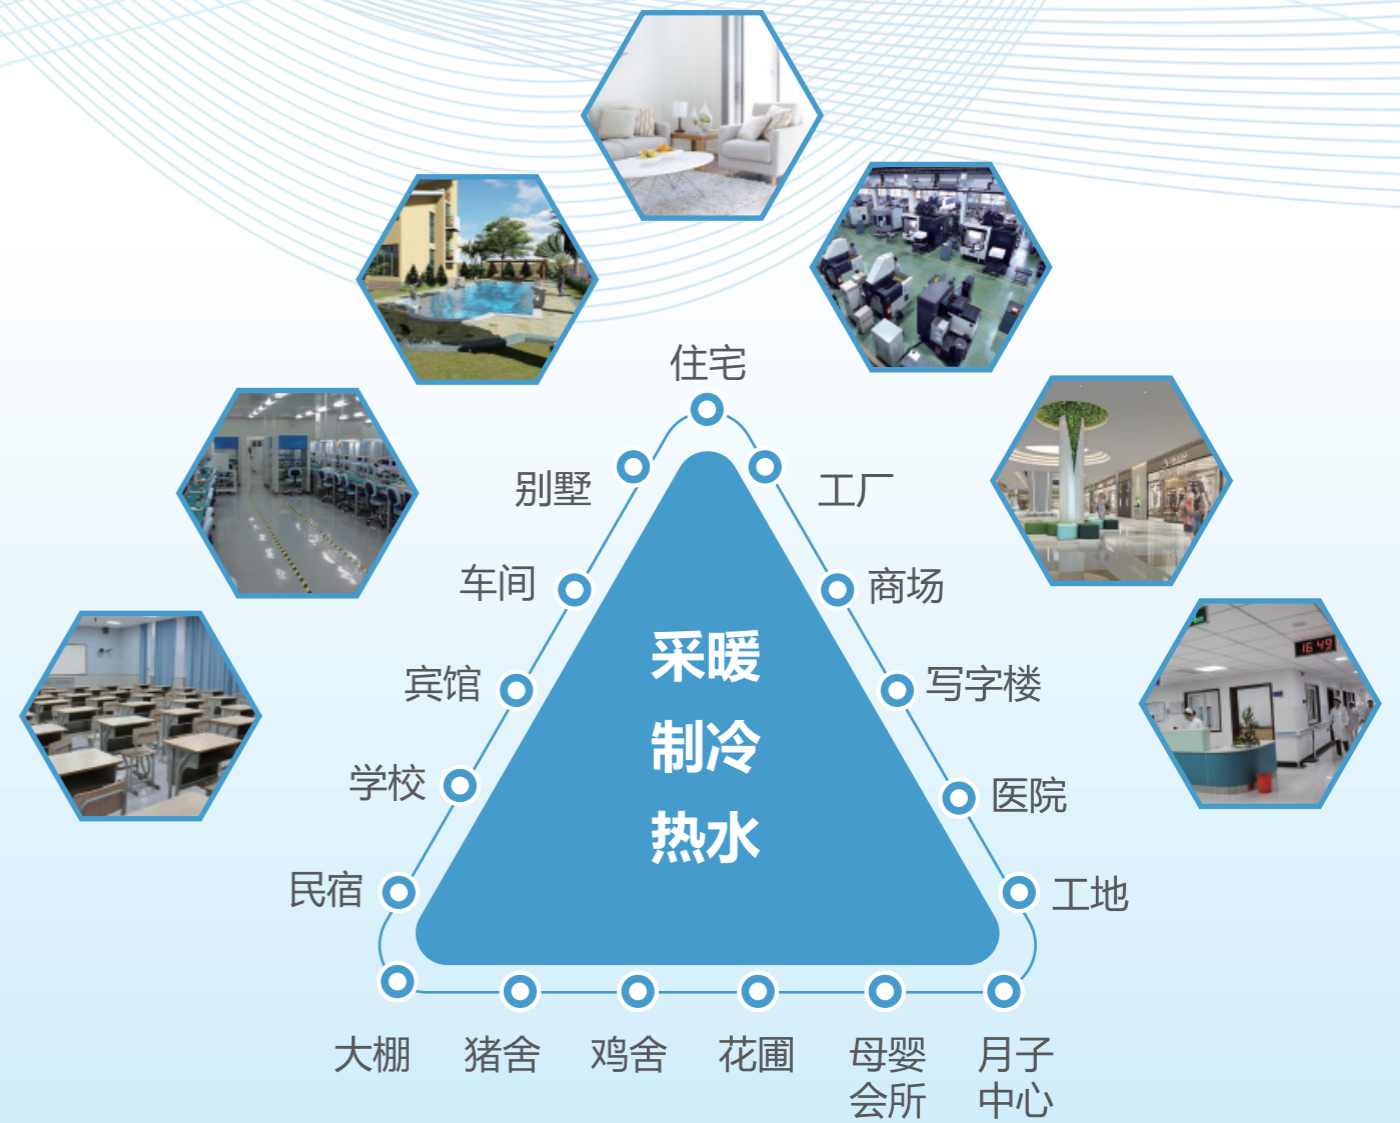 16 49
住宅
别墅
工厂
车间
商场
采暖
宾馆
写字楼
制冷
学校
医院
热水
民宿
工地
大棚
猪舍
鸡舍
花圃
母婴
会所
月子
中心